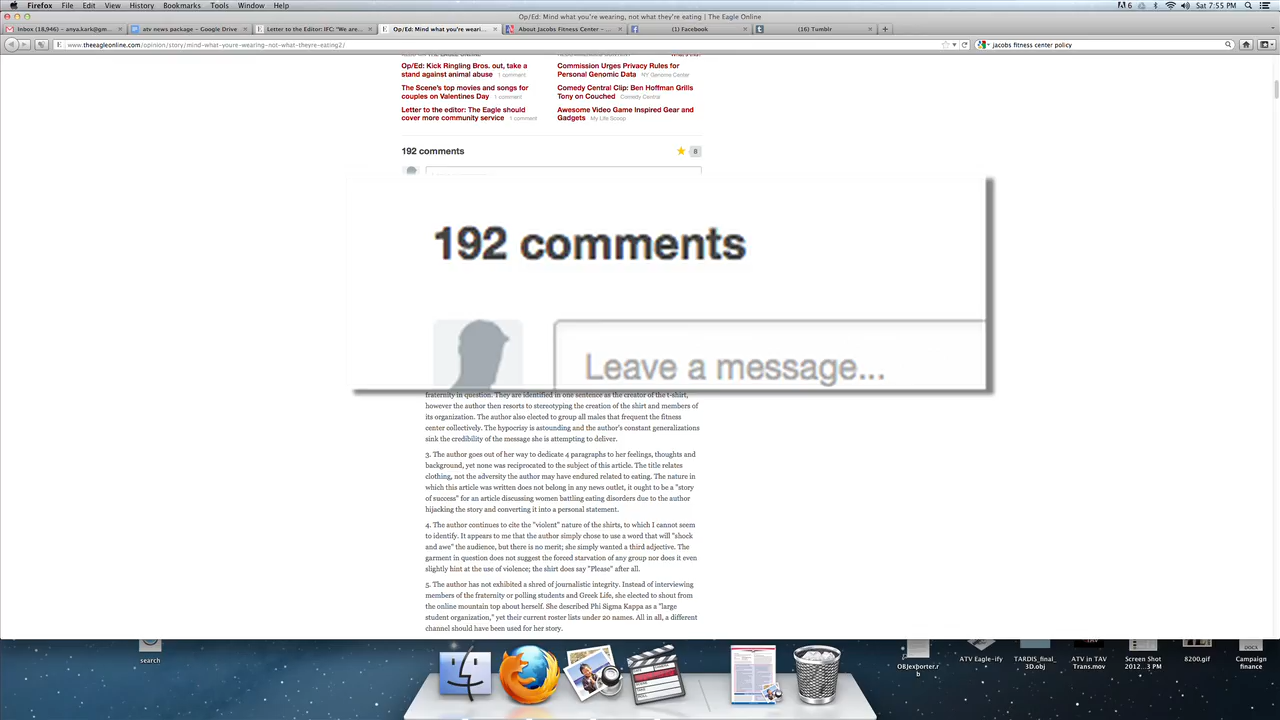 Firefox File Edit View History Bookmarks Tools Window Help
6 Sat 7:55 PM
Op/Ed: Mind what you're wearing, not what they're eating | The Eagle Online
Inbox (18,946) – anya.kark@gm...
atv news package – Google Drive
Letter to the Editor: IFC: "We are...
Op/Ed: Mind what you're weari...
About Jacobs Fitness Center – ...
(1) Facebook
(16) Tumblr
www.theeagleonline.com/opinion/story/mind-what-youre-wearing-not-what-theyre-eating2/
jacobs fitness center policy
Op/Ed: Kick Ringling Bros. out, take a
stand against animal abuse 1 comment
The Scene's top movies and songs for
couples on Valentines Day 1 comment
Letter to the editor: The Eagle should
cover more community service 1 comment
Commission Urges Privacy Rules for
Personal Genomic Data NY Genome Center
Comedy Central Clip: Ben Hoffman Grills
Tony on Couched Comedy Central
Awesome Video Game Inspired Gear and
Gadgets My Life Scoop
192 comments
8
192 comments
Leave a message...
fraternity in question. They are identified in one sentence as the creator of the t-shirt,
however the author then resorts to stereotyping the creation of the shirt and members of
its organization. The author also elected to group all males that frequent the fitness
center collectively. The hypocrisy is astounding and the author's constant generalizations
sink the credibility of the message she is attempting to deliver.
3. The author goes out of her way to dedicate 4 paragraphs to her feelings, thoughts and
background, yet none was reciprocated to the subject of this article. The title relates
clothing, not the adversity the author may have endured related to eating. The nature in
which this article was written does not belong in any news outlet, it ought to be a "story
of success" for an article discussing women battling eating disorders due to the author
hijacking the story and converting it into a personal statement.
4. The author continues to cite the "violent" nature of the shirts, to which I cannot seem
to identify. It appears to me that the author simply chose to use a word that will "shock
and awe" the audience, but there is no merit; she simply wanted a third adjective. The
garment in question does not suggest the forced starvation of any group nor does it even
slightly hint at the use of violence; the shirt does say "Please" after all.
5. The author has not exhibited a shred of journalistic integrity. Instead of interviewing
members of the fraternity or polling students and Greek Life, she elected to shout from
the online mountain top about herself. She described Phi Sigma Kappa as a "large
student organization," yet their current roster lists under 20 names. All in all, a different
channel should have been used for her story.
search
OBJexporter.r
b
ATV Eagle-ify
TARDIS_final_
3D.obj
ATV in TAV
Trans.mov
Screen Shot
2012...3 PM
k200.gif
Campaign
finance